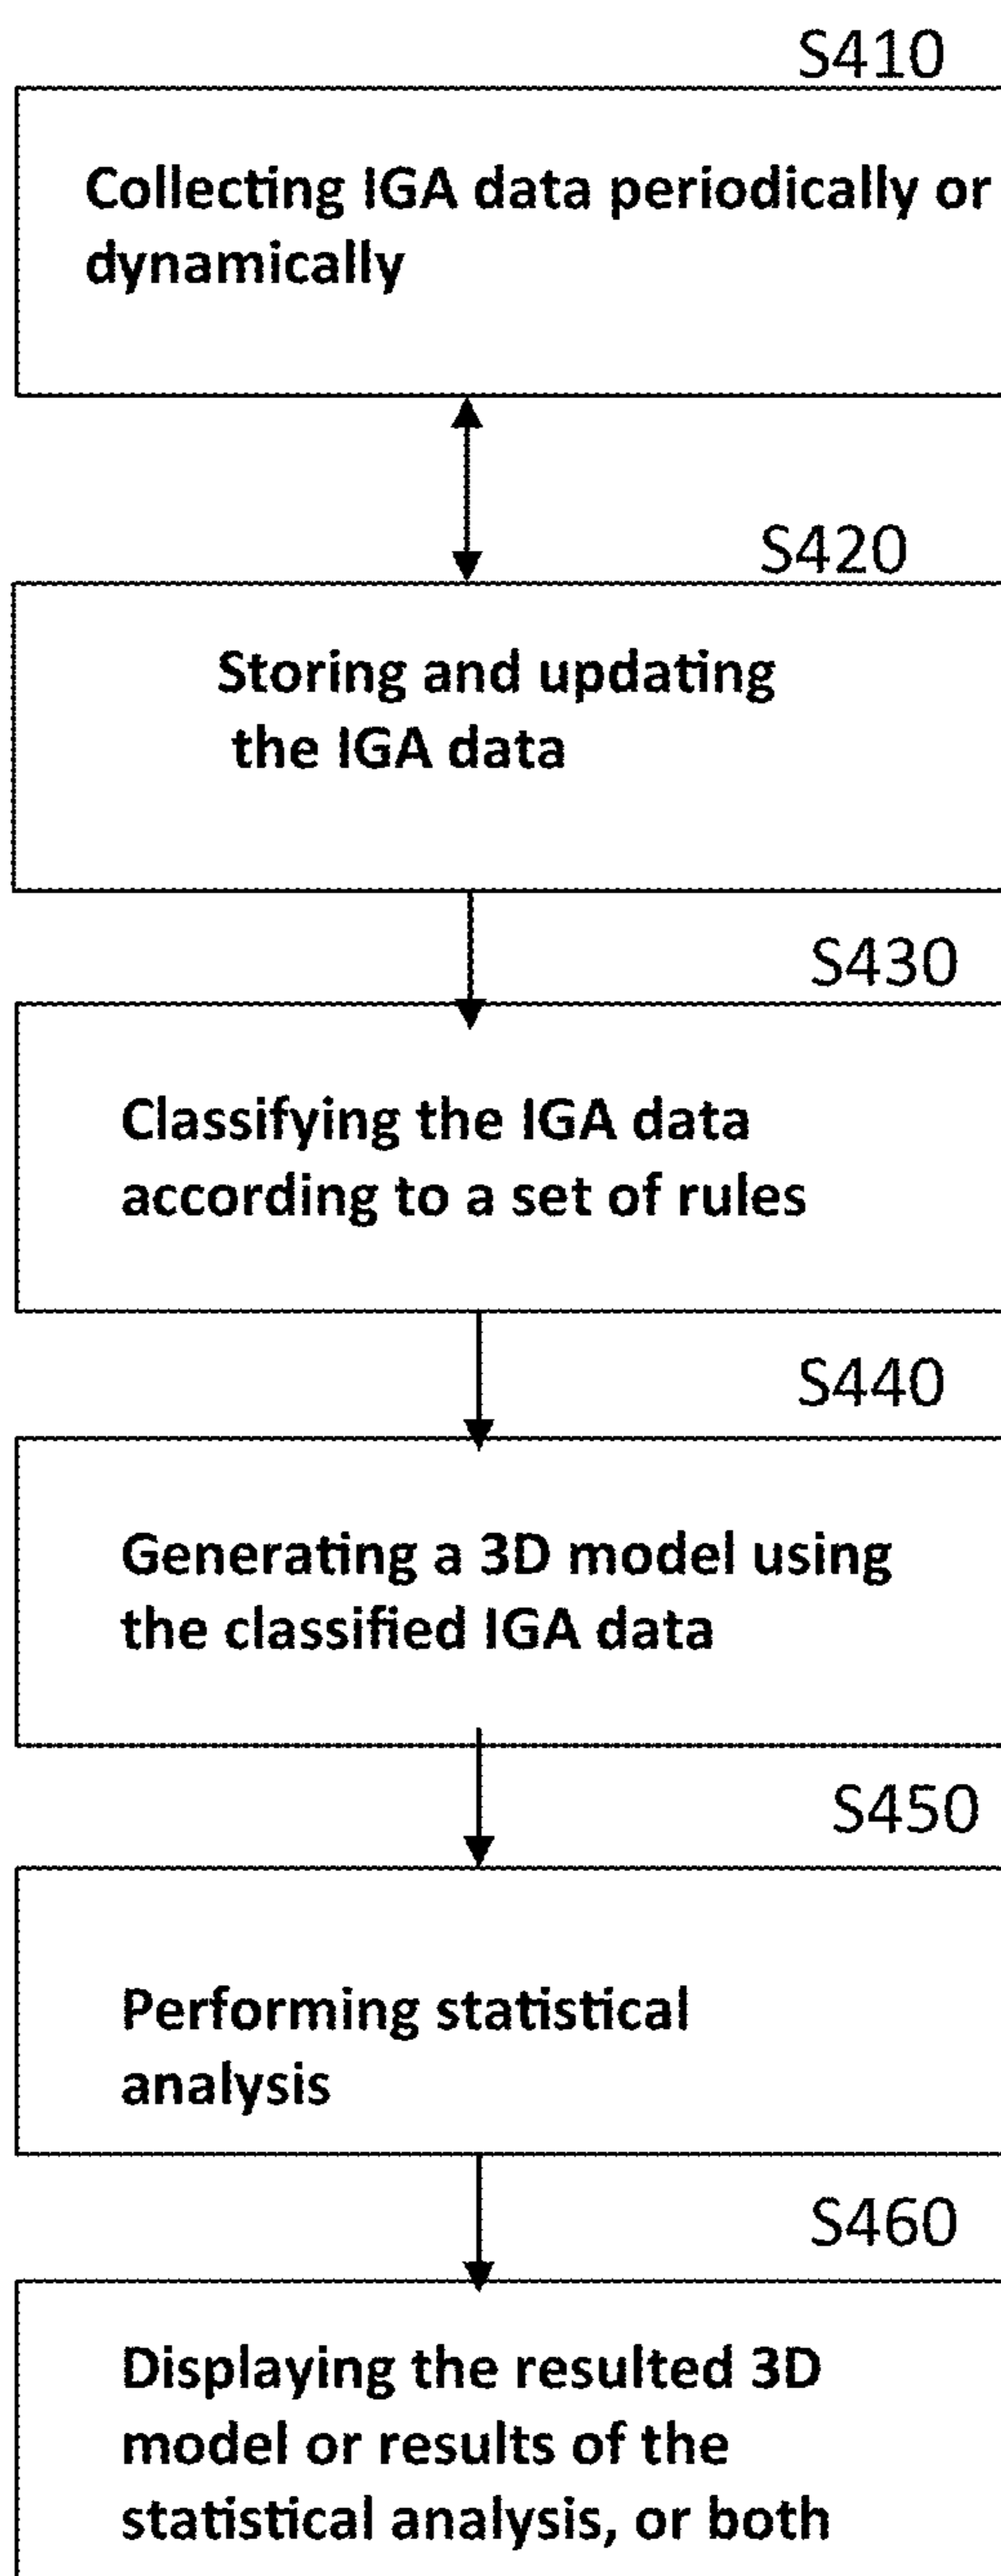 S410
Collecting IGA data periodically or
dynamically
S420
Storing and updating
the IGA data
S430
Classifying the IGA data
according to a set of rules
S440
Generating a 3D model using
the classified IGA data
S450
Performing statistical
analysis
S460
Displaying the resulted 3D
model or results of the
statistical analysis, or both